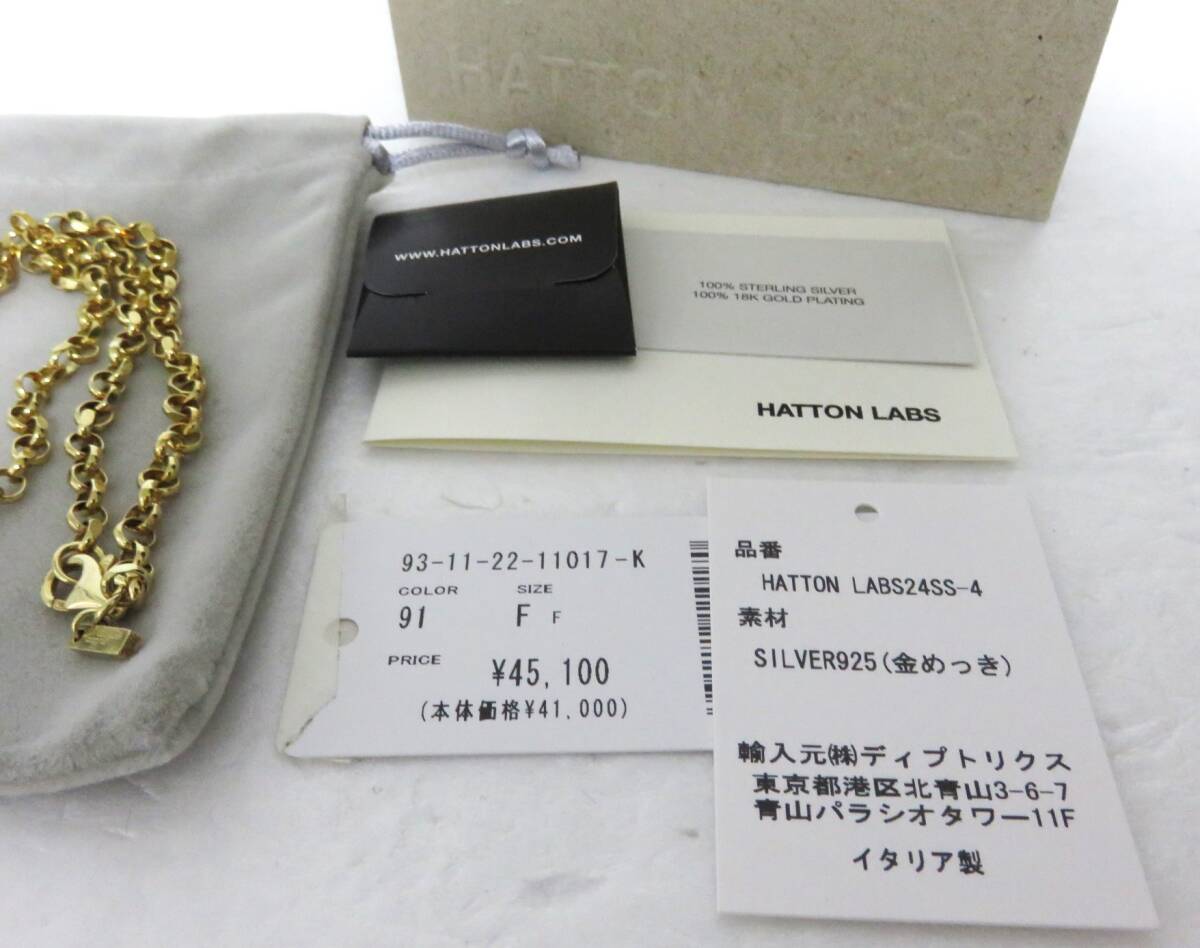 HATTON LABS
WWW.HATTONLABS.COM
100% STERLING SILVER
100% 18K GOLD PLATING
HATTON LABS
93-11-22-11017-K
COLOR SIZE
91 F F
PRICE ¥45,100
(本体価格¥41,000)
品番
HATTON LABS24SS-4
素材
SILVER925(金めっき)
輸入元㈱ディプトリクス
東京都港区北青山3-6-7
青山パラシオタワー11F
イタリア製